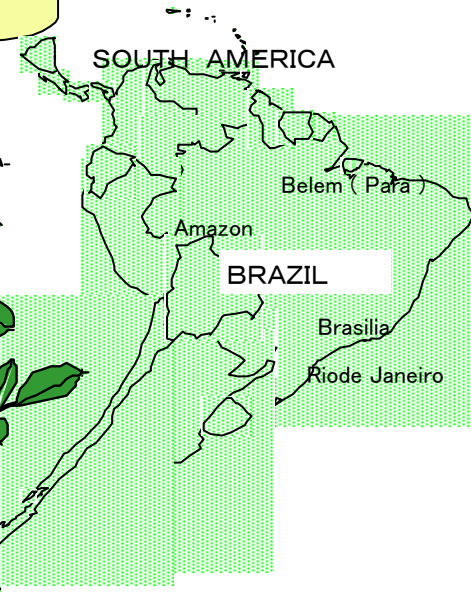 SOUTH AMERICA
Belem ( Para )
Amazon
BRAZIL
Brasilia
Riode Janeiro